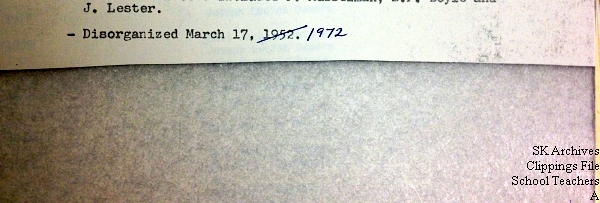 J. Lester.
- Disorganized March 17, 1952. 1972
SK Archives
Clippings File
School Teachers
A